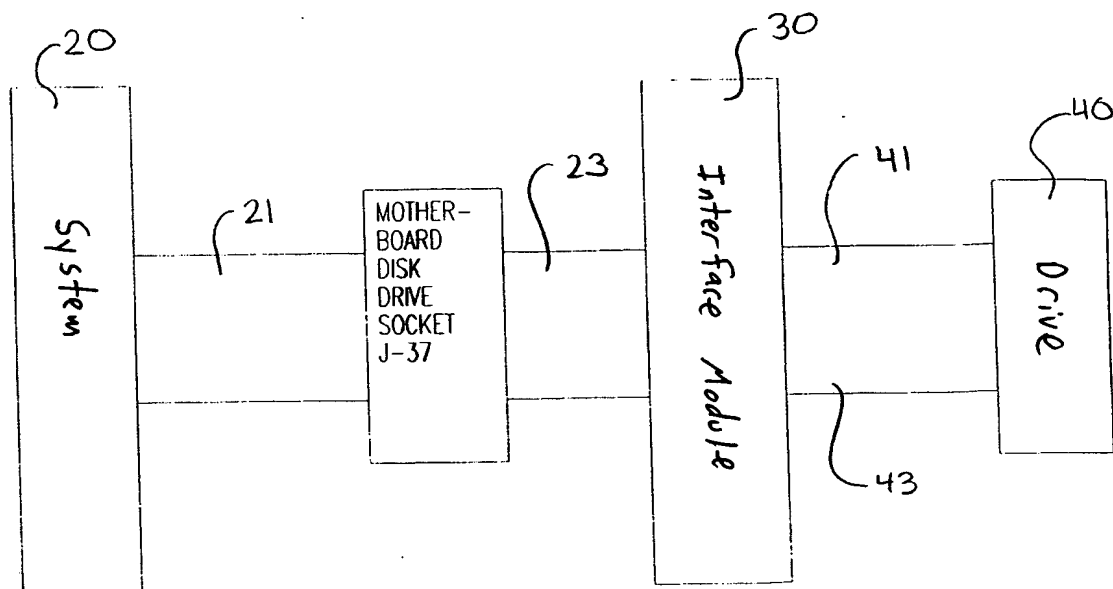 20
30
40
21
23
41
MOTHER-
BOARD
DISK
DRIVE
SOCKET
J-37
System
Interface Module
Drive
43